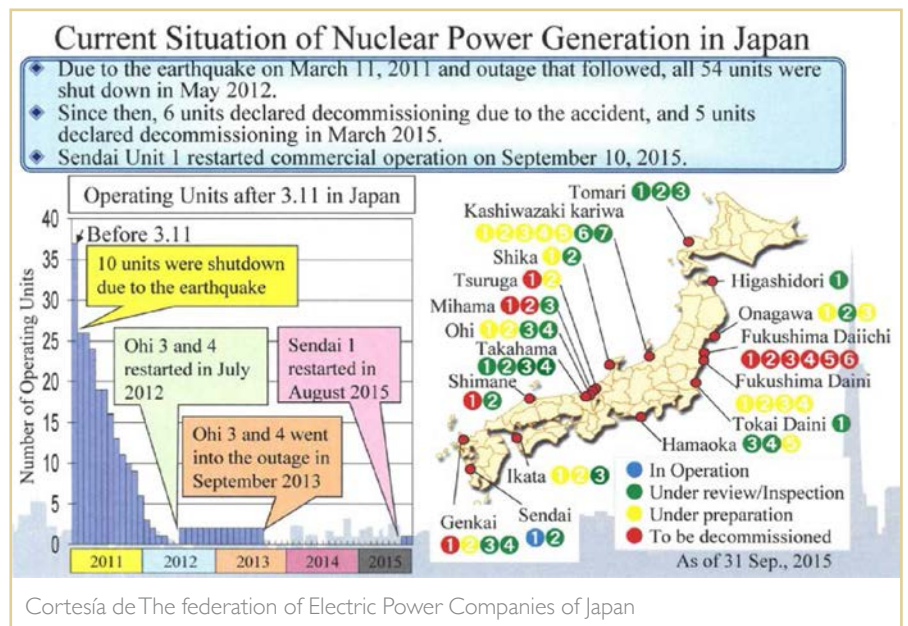 Current Situation of Nuclear Power Generation in Japan
Due to the earthquake on March 11, 2011 and outage that followed, all 54 units were
shut down in May 2012.
Since then, 6 units declared decommissioning due to the accident, and 5 units
declared decommissioning in March 2015.
Sendai Unit 1 restarted commercial operation on September 10, 2015.
Operating Units after 3.11 in Japan
Number of Operating Units
40
35
30
25
20
15
10
5
0
Before 3.11
10 units were shutdown
due to the earthquake
Ohi 3 and 4
restarted in July
2012
Sendai 1
restarted in
August 2015
Ohi 3 and 4 went
into the outage in
September 2013
2011 2012 2013 2014 2015
Tomari 1 2 3
Kashiwazaki kariwa
1 2 3 4 5 6 7
Shika 1 2
Tsuruga 1 2
Mihama 1 2 3
Ohi 1 2 3 4
Takahama
1 2 3 4
Shimane
1 2
Higashidori 1
Onagawa 1 2 3
Fukushima Daiichi
1 2 3 4 5 6
Fukushima Daini
1 2 3 4
Tokai Daini 1
Hamaoka 3 4 5
Ikata 1 2 3
Genkai
1 2 3 4
Sendai
1 2
In Operation
Under review/Inspection
Under preparation
To be decommissioned
As of 31 Sep., 2015
Cortesía de The federation of Electric Power Companies of Japan